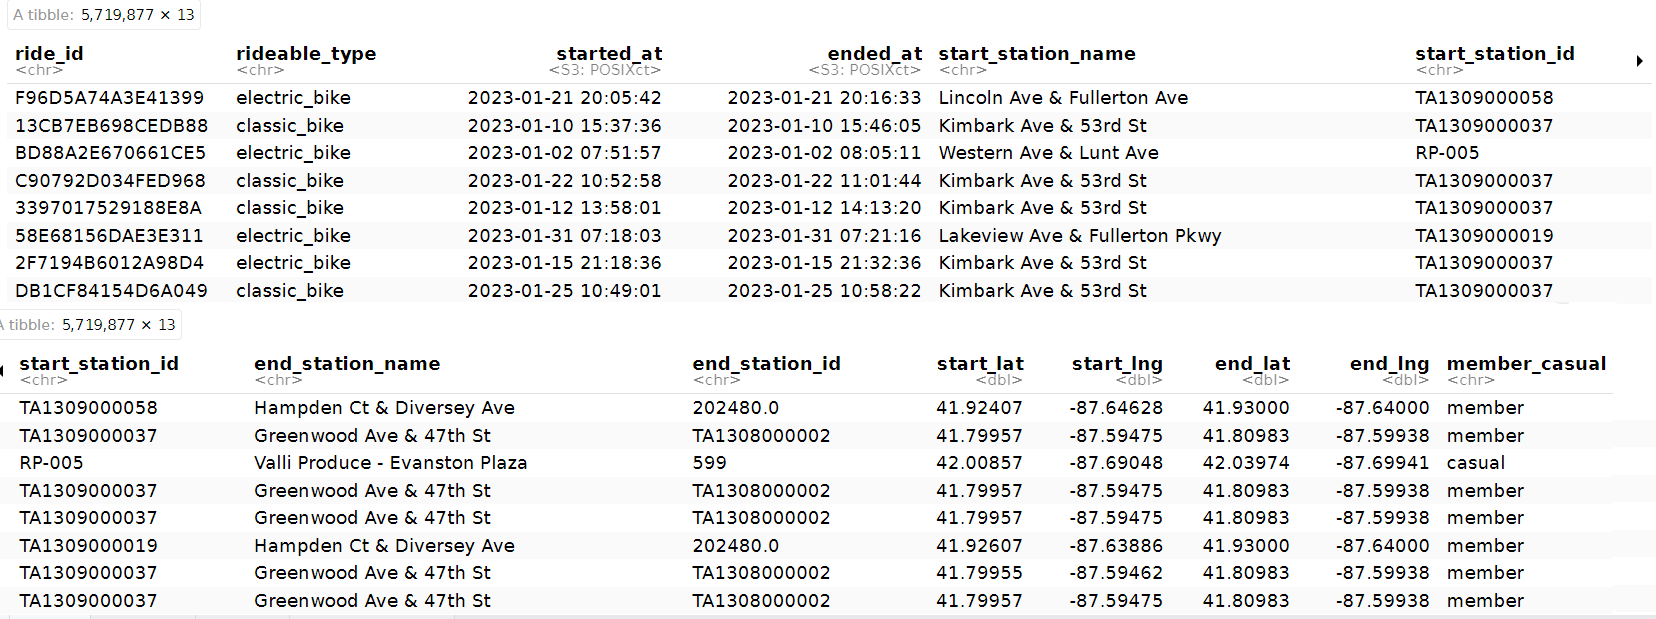 A tibble: 5,719,877 × 13
ride_id rideable_type started_at ended_at start_station_name start_station_id
<chr> <chr> <S3: POSIXct> <S3: POSIXct> <chr> <chr>
F96D5A74A3E41399 electric_bike 2023-01-21 20:05:42 2023-01-21 20:16:33 Lincoln Ave & Fullerton Ave TA1309000058
13CB7EB698CEDB88 classic_bike 2023-01-10 15:37:36 2023-01-10 15:46:05 Kimbark Ave & 53rd St TA1309000037
BD88A2E670661CE5 electric_bike 2023-01-02 07:51:57 2023-01-02 08:05:11 Western Ave & Lunt Ave RP-005
C90792D034FED968 classic_bike 2023-01-22 10:52:58 2023-01-22 11:01:44 Kimbark Ave & 53rd St TA1309000037
3397017529188E8A classic_bike 2023-01-12 13:58:01 2023-01-12 14:13:20 Kimbark Ave & 53rd St TA1309000037
58E68156DAE3E311 electric_bike 2023-01-31 07:18:03 2023-01-31 07:21:16 Lakeview Ave & Fullerton Pkwy TA1309000019
2F7194B6012A98D4 electric_bike 2023-01-15 21:18:36 2023-01-15 21:32:36 Kimbark Ave & 53rd St TA1309000037
DB1CF84154D6A049 classic_bike 2023-01-25 10:49:01 2023-01-25 10:58:22 Kimbark Ave & 53rd St TA1309000037
A tibble: 5,719,877 × 13
start_station_id end_station_name end_station_id start_lat start_lng end_lat end_lng member_casual
<chr> <chr> <chr> <dbl> <dbl> <dbl> <dbl> <chr>
TA1309000058 Hampden Ct & Diversey Ave 202480.0 41.92407 -87.64628 41.93000 -87.64000 member
TA1309000037 Greenwood Ave & 47th St TA1308000002 41.79957 -87.59475 41.80983 -87.59938 member
RP-005 Valli Produce - Evanston Plaza 599 42.00857 -87.69048 42.03974 -87.69941 casual
TA1309000037 Greenwood Ave & 47th St TA1308000002 41.79957 -87.59475 41.80983 -87.59938 member
TA1309000037 Greenwood Ave & 47th St TA1308000002 41.79957 -87.59475 41.80983 -87.59938 member
TA1309000019 Hampden Ct & Diversey Ave 202480.0 41.92607 -87.63886 41.93000 -87.64000 member
TA1309000037 Greenwood Ave & 47th St TA1308000002 41.79955 -87.59462 41.80983 -87.59938 member
TA1309000037 Greenwood Ave & 47th St TA1308000002 41.79957 -87.59475 41.80983 -87.59938 member